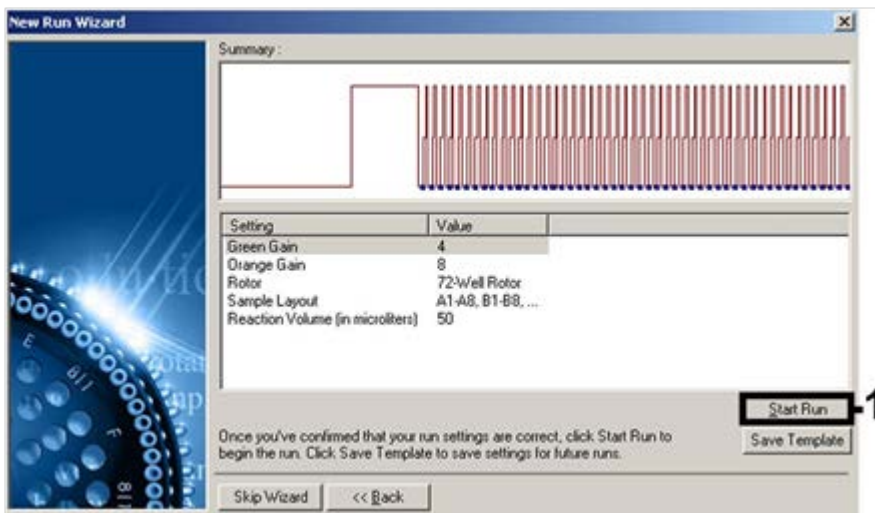 New Run Wizard
Summary :
Setting Value
Green Gain 4
Orange Gain 8
Rotor 72-Well Rotor
Sample Layout A1-A8, B1-B8, ...
Reaction Volume (in microliters) 50
Start Run
1
Once you've confirmed that your run settings are correct, click Start Run to
begin the run. Click Save Template to save settings for future runs.
Save Template
Skip Wizard
<< Back
E
B/1
F